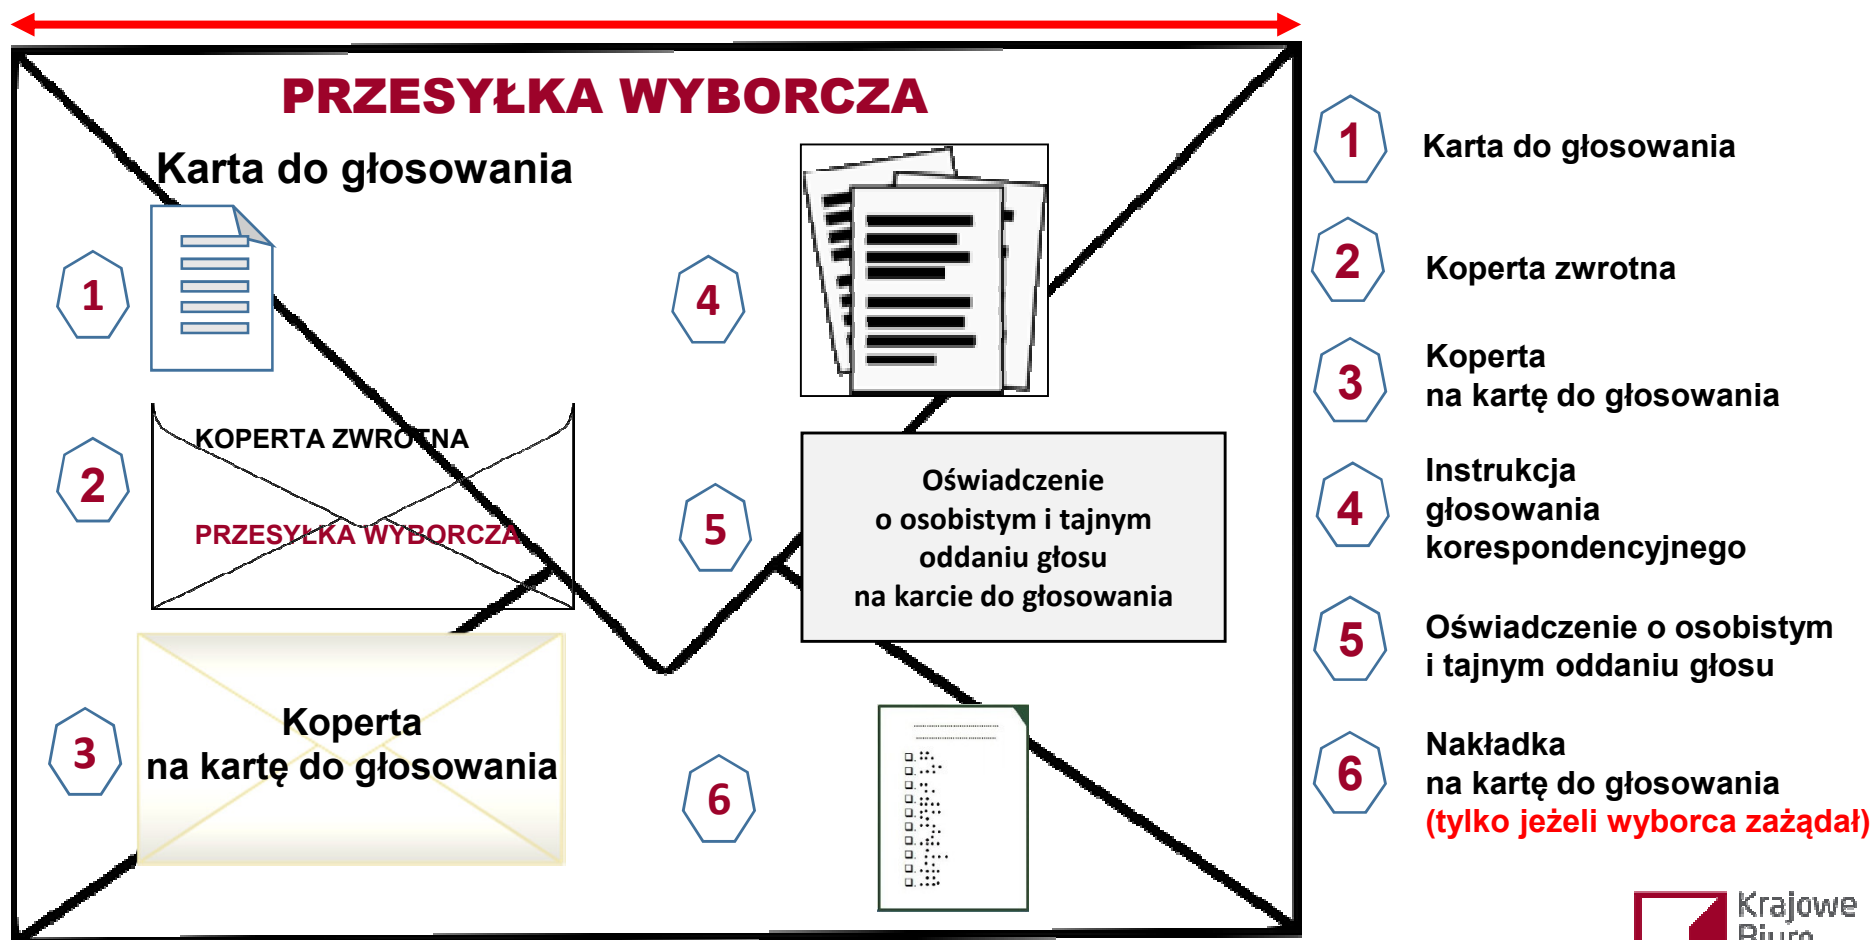 PRZESYŁKA WYBORCZA
Karta do głosowania
1
2
KOPERTA ZWROTNA
PRZESYŁKA WYBORCZA
3
Koperta
na kartę do głosowania
4
5
Oświadczenie
o osobistym i tajnym
oddaniu głosu
na karcie do głosowania
6
1
Karta do głosowania
2
Koperta zwrotna
3
Koperta
na kartę do głosowania
4
Instrukcja
głosowania
korespondencyjnego
5
Oświadczenie o osobistym
i tajnym oddaniu głosu
6
Nakładka
na kartę do głosowania
(tylko jeżeli wyborca zażądał)
Krajowe
Biuro